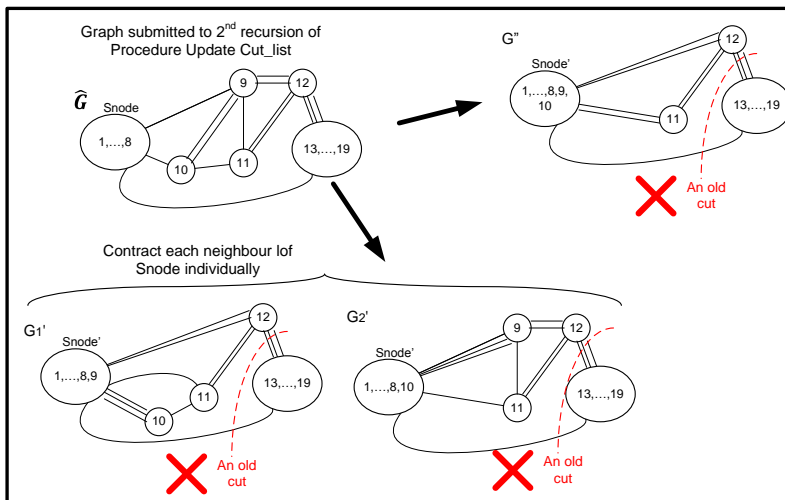 Graph submitted to 2nd recursion of
Procedure Update Cut_list
Ĝ
Snode
1,...,8
9
12
10
11
13,...,19
G"
Snode'
1,...,8,9,
10
12
11
13,...,19
An old
cut
Contract each neighbour lof
Snode individually
G1'
Snode'
1,...,8,9
12
11
10
13,...,19
An old
cut
G2'
Snode'
1,...,8,10
9
12
11
13,...,19
An old
cut